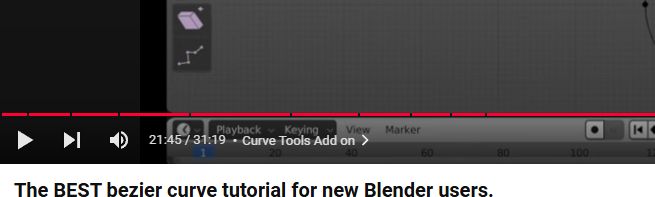 Playback Keying View Marker
21:45 / 31:19 • Curve Tools Add on
1 20 40 60 80 100
The BEST bezier curve tutorial for new Blender users.